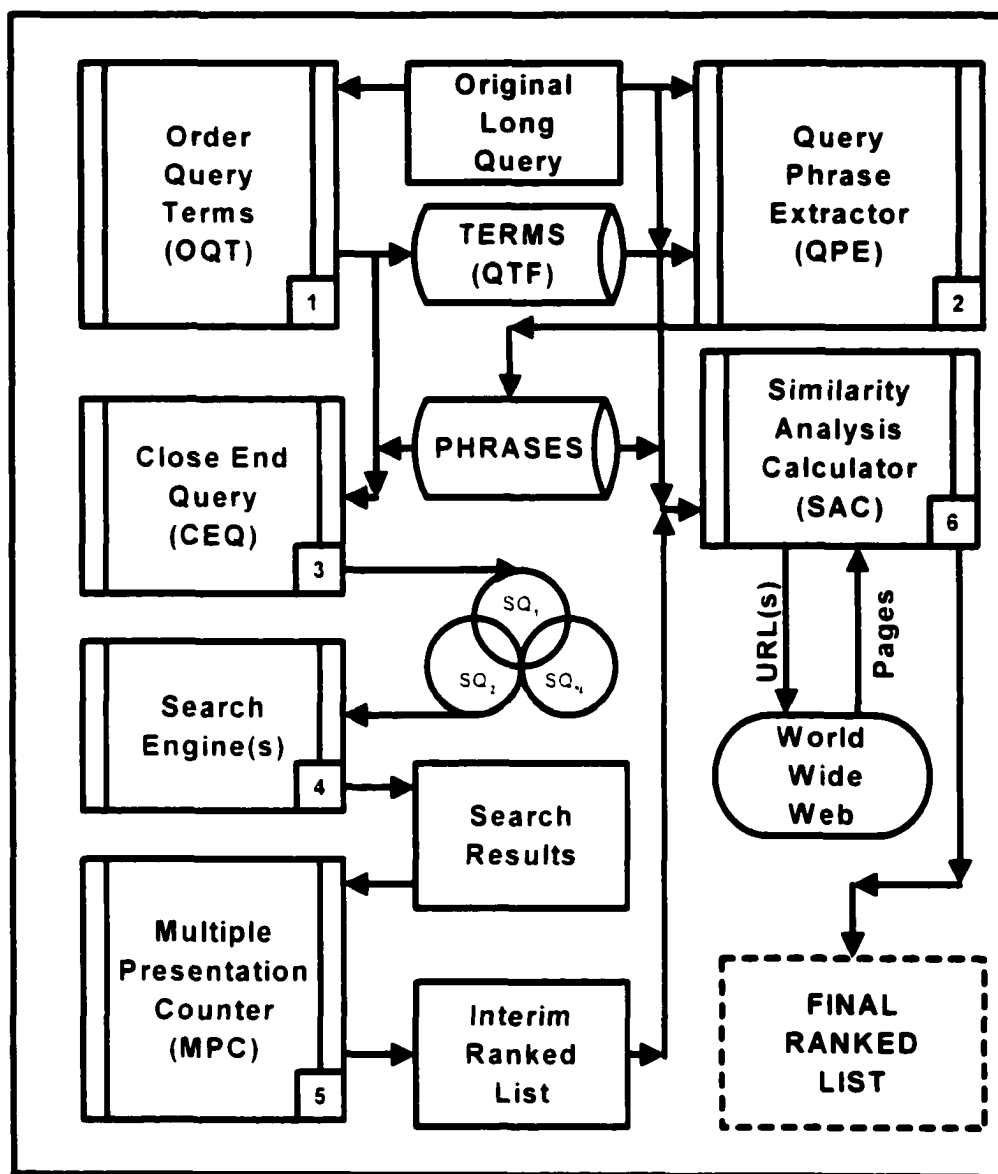 Original
Long
Query
Order
Query
Terms
(OQT)
1
TERMS
(QTF)
Query
Phrase
Extractor
(QPE)
2
PHRASES
Close End
Query
(CEQ)
3
Similarity
Analysis
Calculator
(SAC)
6
SQ₁
SQ₂
Search
Engine(s)
4
URL(s)
Pages
World
Wide
Web
Search
Results
Multiple
Presentation
Counter
(MPC)
5
Interim
Ranked
List
FINAL
RANKED
LIST